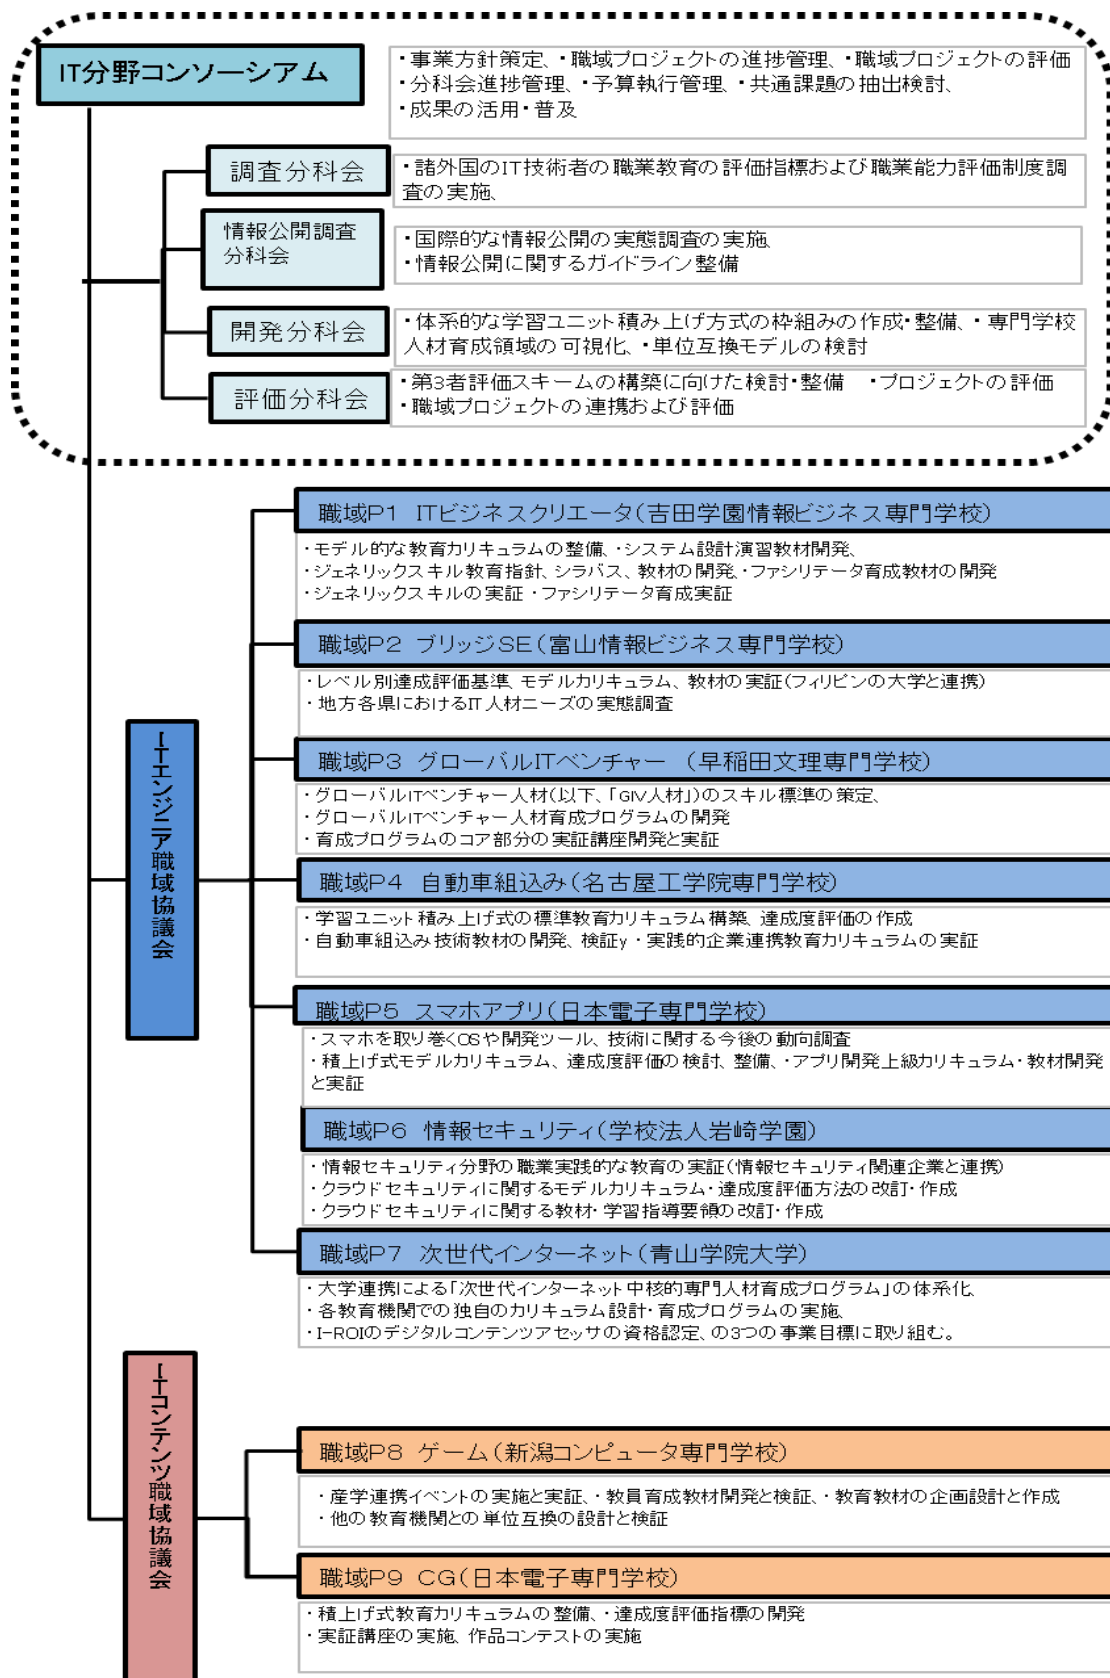 IT分野コンソーシアム
・事業方針策定、・職域プロジェクトの進捗管理、・職域プロジェクトの評価
・分科会進捗管理、・予算執行管理、・共通課題の抽出検討、
・成果の活用・普及
調査分科会
・諸外国のIT技術者の職業教育の評価指標および職業能力評価制度調
査の実施、
情報公開調査
分科会
・国際的な情報公開の実態調査の実施、
・情報公開に関するガイドライン整備
開発分科会
・体系的な学習ユニット積み上げ方式の枠組みの作成・整備、・専門学校
人材育成領域の可視化、・単位互換モデルの検討
評価分科会
・第3者評価スキームの構築に向けた検討・整備　・プロジェクトの評価
・職域プロジェクトの連携および評価
ITエンジニア職域協議会
職域P1 ITビジネスクリエータ(吉田学園情報ビジネス専門学校)
・モデル的な教育カリキュラムの整備、・システム設計演習教材開発、
・ジェネリックスキル教育指針、シラバス、教材の開発、・ファシリテータ育成教材の開発
・ジェネリックスキルの実証・ファシリテータ育成実証
職域P2 ブリッジSE(富山情報ビジネス専門学校)
・レベル別達成評価基準、モデルカリキュラム、教材の実証(フィリピンの大学と連携)
・地方各県におけるIT人材ニーズの実態調査
職域P3 グローバルITベンチャー (早稲田文理専門学校)
・グローバルITベンチャー人材(以下、「GIV人材」)のスキル標準の策定、
・グローバルITベンチャー人材育成プログラムの開発
・育成プログラムのコア部分の実証講座開発と実証
職域P4 自動車組込み(名古屋工学院専門学校)
・学習ユニット積み上げ式の標準教育カリキュラム構築、達成度評価の作成
・自動車組込み技術教材の開発、検証y・実践的企業連携教育カリキュラムの実証
職域P5 スマホアプリ(日本電子専門学校)
・スマホを取り巻くOSや開発ツール、技術に関する今後の動向調査
・積上げ式モデルカリキュラム、達成度評価の検討、整備、・アプリ開発上級カリキュラム・教材開発
と実証
職域P6 情報セキュリティ(学校法人岩崎学園)
・情報セキュリティ分野の職業実践的な教育の実証(情報セキュリティ関連企業と連携)
・クラウドセキュリティに関するモデルカリキュラム・達成度評価方法の改訂・作成
・クラウドセキュリティに関する教材・学習指導要領の改訂・作成
職域P7 次世代インターネット(青山学院大学)
・大学連携による「次世代インターネット中核的専門人材育成プログラム」の体系化、
・各教育機関での独自のカリキュラム設計・育成プログラムの実施、
・I-ROIのデジタルコンテンツアセッサの資格認定、の3つの事業目標に取り組む。
ITコンテンツ職域協議会
職域P8 ゲーム(新潟コンピュータ専門学校)
・産学連携イベントの実施と実証、・教員育成教材開発と検証、・教育教材の企画設計と作成
・他の教育機関との単位互換の設計と検証
職域P9 CG(日本電子専門学校)
・積上げ式教育カリキュラムの整備、・達成度評価指標の開発
・実証講座の実施、作品コンテストの実施